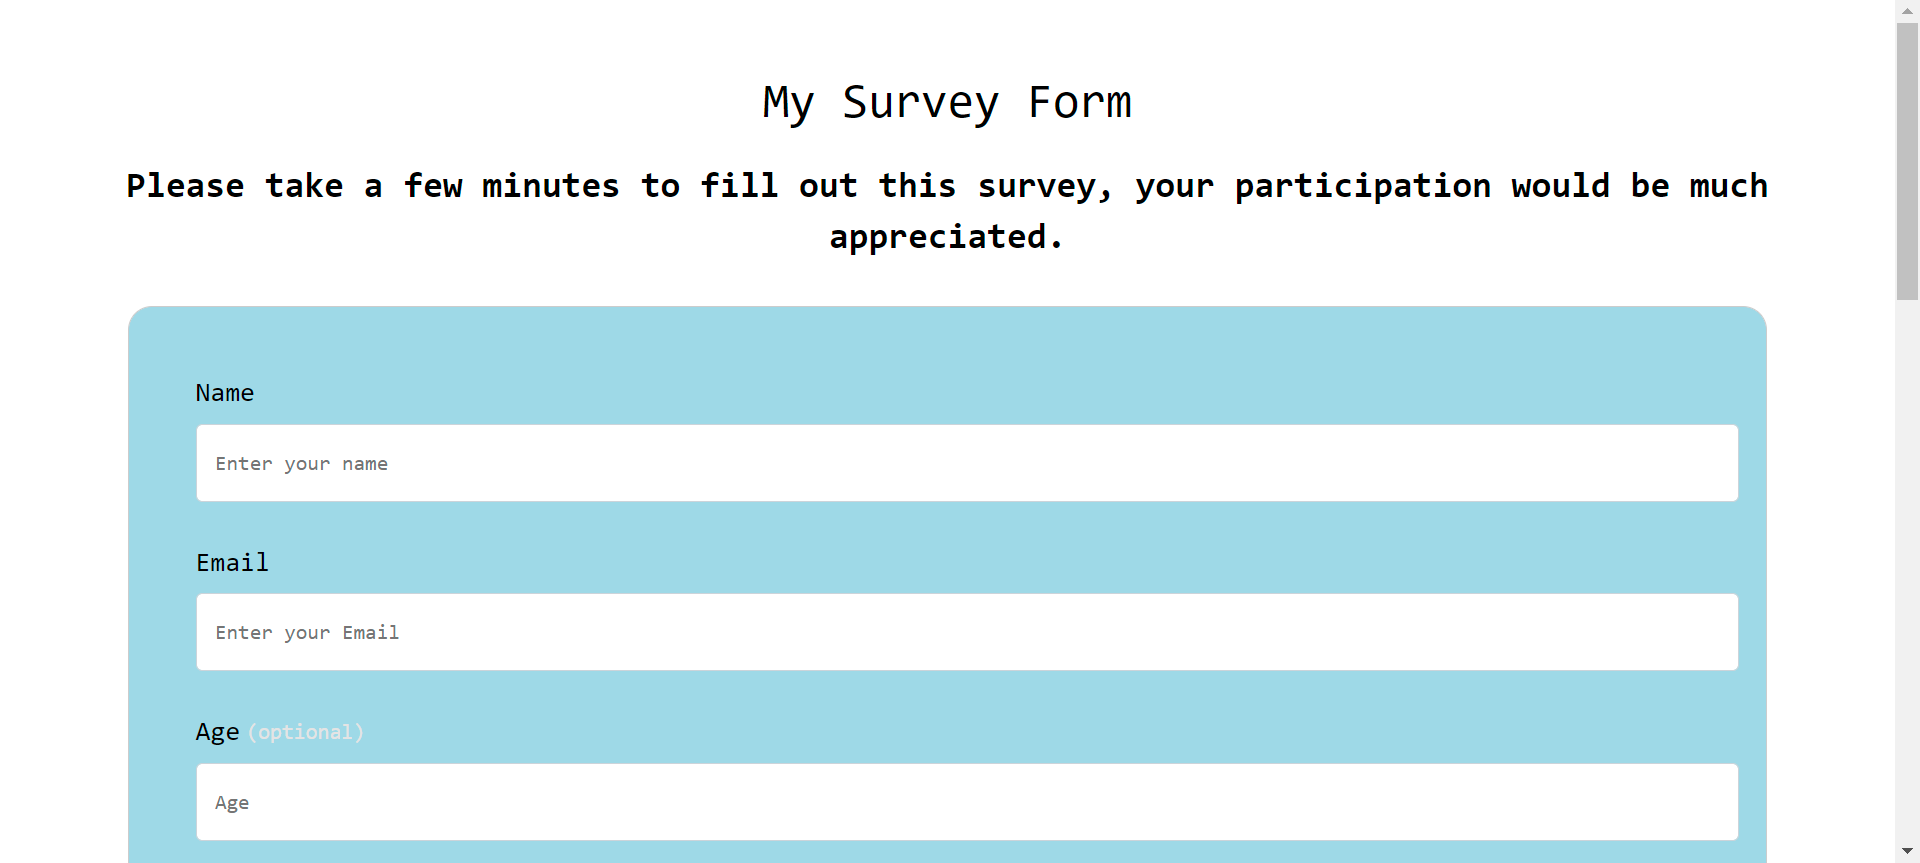 My Survey Form
Please take a few minutes to fill out this survey, your participation would be much
appreciated.
Name
Enter your name
Email
Enter your Email
Age (optional)
Age